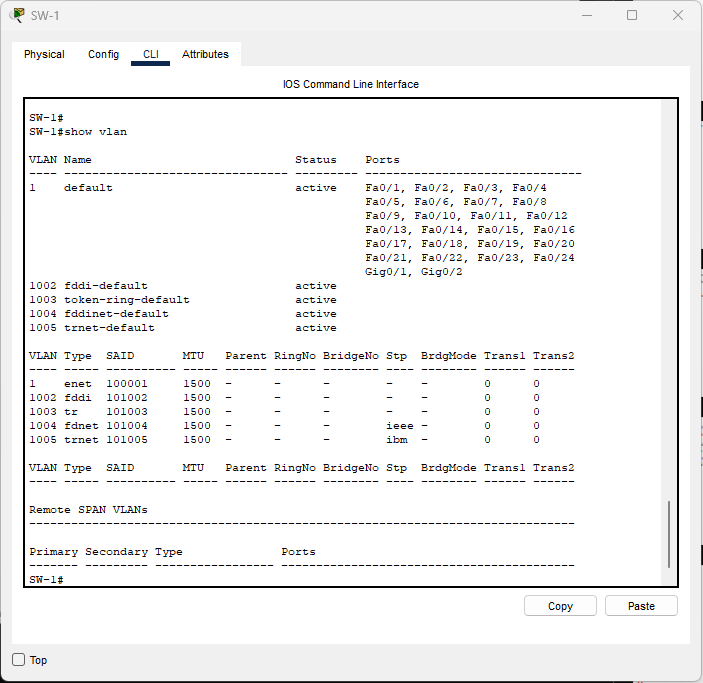 SW-1
Physical Config CLI Attributes
IOS Command Line Interface
SW-1#
SW-1#show vlan
VLAN Name                             Status    Ports
---- -------------------------------- --------- -------------------------------
1    default                          active    Fa0/1, Fa0/2, Fa0/3, Fa0/4
                                                Fa0/5, Fa0/6, Fa0/7, Fa0/8
                                                Fa0/9, Fa0/10, Fa0/11, Fa0/12
                                                Fa0/13, Fa0/14, Fa0/15, Fa0/16
                                                Fa0/17, Fa0/18, Fa0/19, Fa0/20
                                                Fa0/21, Fa0/22, Fa0/23, Fa0/24
                                                Gig0/1, Gig0/2
1002 fddi-default                     active
1003 token-ring-default               active
1004 fddinet-default                  active
1005 trnet-default                    active
VLAN Type  SAID       MTU   Parent RingNo BridgeNo Stp  BrdgMode Trans1 Trans2
---- ----- ---------- ----- ------ ------ -------- ---- -------- ------ ------
1    enet  100001     1500  -      -      -        -    -        0      0
1002 fddi  101002     1500  -      -      -        -    -        0      0
1003 tr    101003     1500  -      -      -        -    -        0      0
1004 fdnet 101004     1500  -      -      -        ieee -        0      0
1005 trnet 101005     1500  -      -      -        ibm  -        0      0
VLAN Type  SAID       MTU   Parent RingNo BridgeNo Stp  BrdgMode Trans1 Trans2
---- ----- ---------- ----- ------ ------ -------- ---- -------- ------ ------
Remote SPAN VLANs
------------------------------------------------------------------------------
Primary Secondary Type              Ports
------- --------- ----------------- ------------------------------------------
SW-1#
Copy Paste
Top